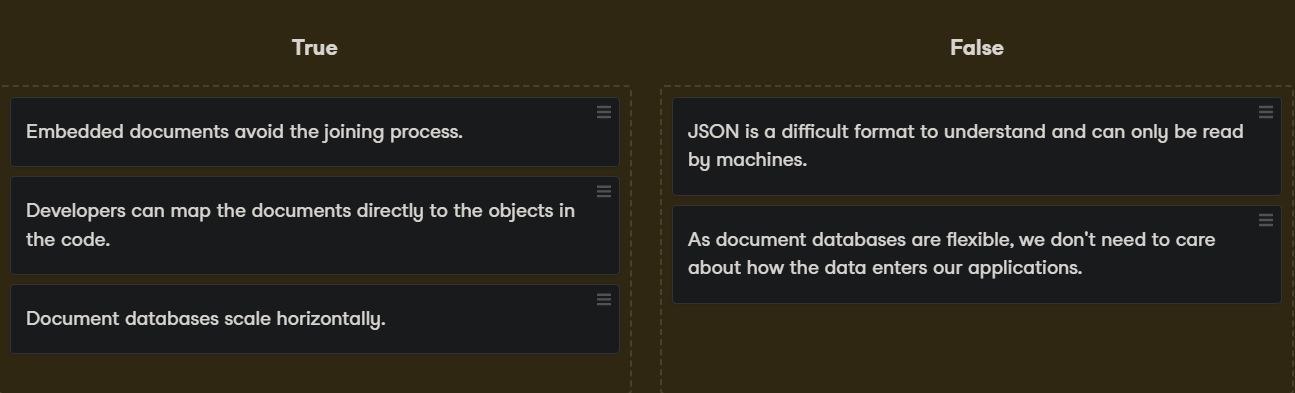 True
Embedded documents avoid the joining process.
Developers can map the documents directly to the objects in
the code.
Document databases scale horizontally.
False
JSON is a difficult format to understand and can only be read
by machines.
As document databases are flexible, we don't need to care
about how the data enters our applications.